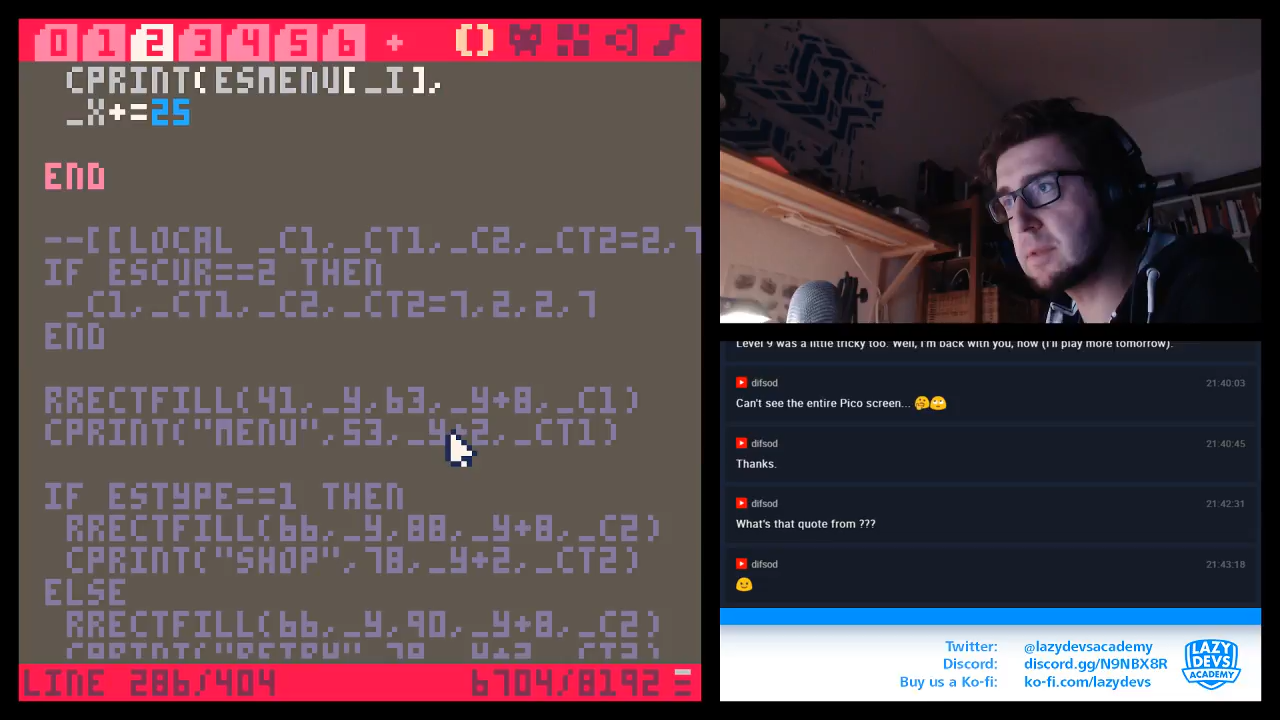 0 1 2 3 4 5 6 + ()
CPRINT(ESMENU[_I],
_X+=25
END
--[[LOCAL _C1,_CT1,_C2,_CT2=2,7
IF ESCUR==2 THEN
_C1,_CT1,_C2,_CT2=7,2,2,7
END
RRECTFILL(41,_Y,63,_Y+8,_C1)
CPRINT("MENU",53,_Y+2,_CT1)
IF ESTYPE==1 THEN
RRECTFILL(66,_Y,88,_Y+8,_C2)
CPRINT("SHOP",78,_Y+2,_CT2)
ELSE
RRECTFILL(66,_Y,90,_Y+8,_C2)
LINE 286/404
6704/8192
Level 9 was a little tricky too. Well, I'm back with you, now (I'll play more tomorrow).
difsod 21:40:03
Can't see the entire Pico screen... 🤔🙄
difsod 21:40:45
Thanks.
difsod 21:42:31
What's that quote from ???
difsod 21:43:18
🙂
Twitter: @lazydevsacademy
Discord: discord.gg/N9NBX8R
Buy us a Ko-fi: ko-fi.com/lazydevs
LAZY
DEVS
ACADEMY